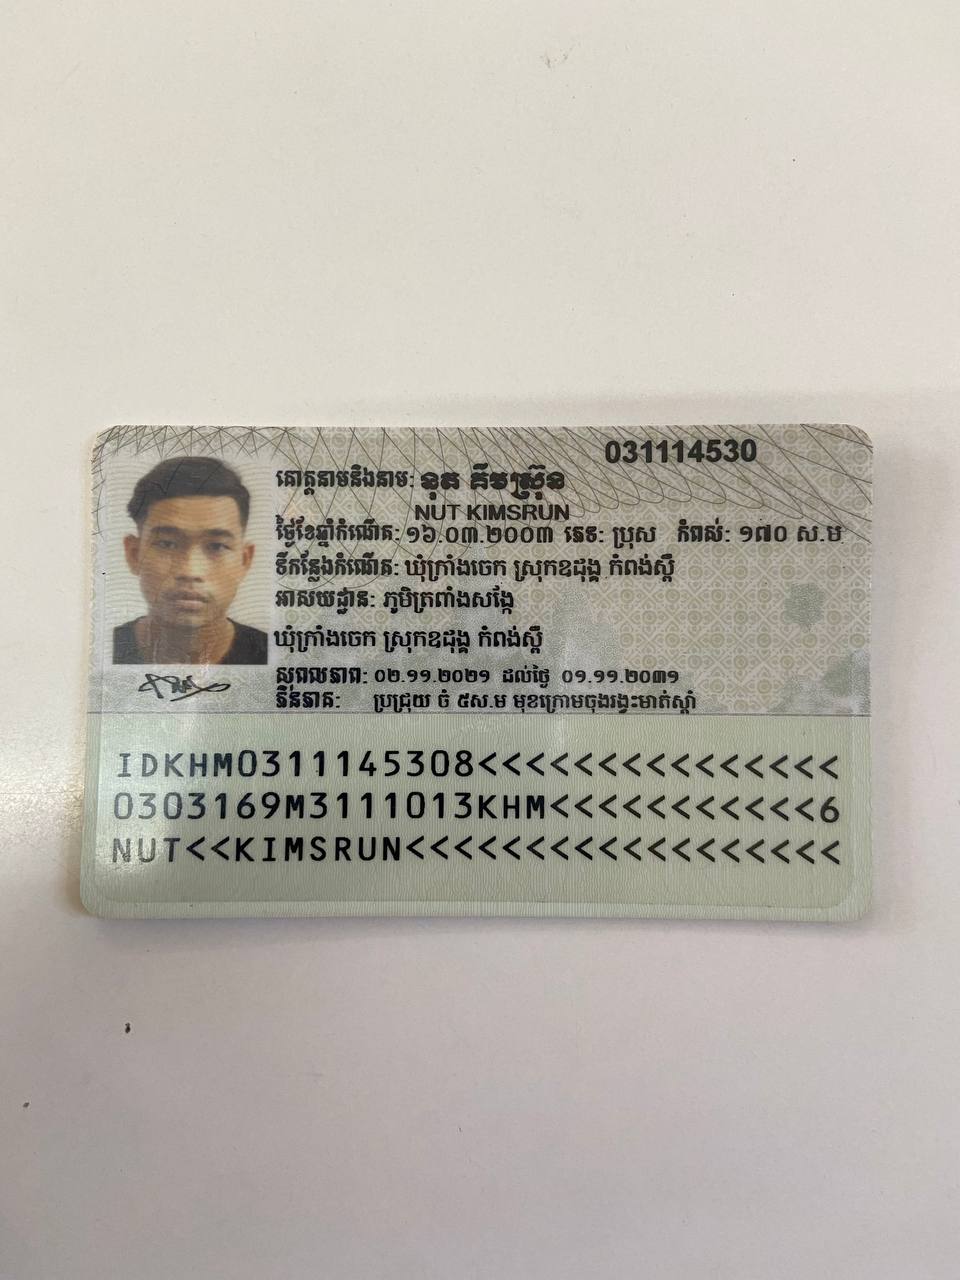 031114530
គោត្តនាមនិងនាម: នុត គីមស្រ៊ុន
NUT KIMSRUN
ថ្ងៃខែឆ្នាំកំណើត: ១៦.០៣.២០០៣ ភេទ: ប្រុស កំពស់: ១៧០ ស.ម
ទីកន្លែងកំណើត: ឃុំក្រាំងចេក ស្រុកឧដុង្គ កំពង់ស្ពឺ
អាសយដ្ឋាន: ភូមិត្រពាំងសង្កែ
ឃុំក្រាំងចេក ស្រុកឧដុង្គ កំពង់ស្ពឺ
សុពលភាព: ០២.១១.២០២១ ដល់ថ្ងៃ ០១.១១.២០៣១
ភិនភាគ: ប្រជ្រុយ ចំ ៥ស.ម មុខក្រោមចុងរង្វះមាត់ស្តាំ
IDKHM0311145308<<<<<<<<<<<<<<<
0303169M3111013KHM<<<<<<<<<<<6
NUT<<KIMSRUN<<<<<<<<<<<<<<<<<<